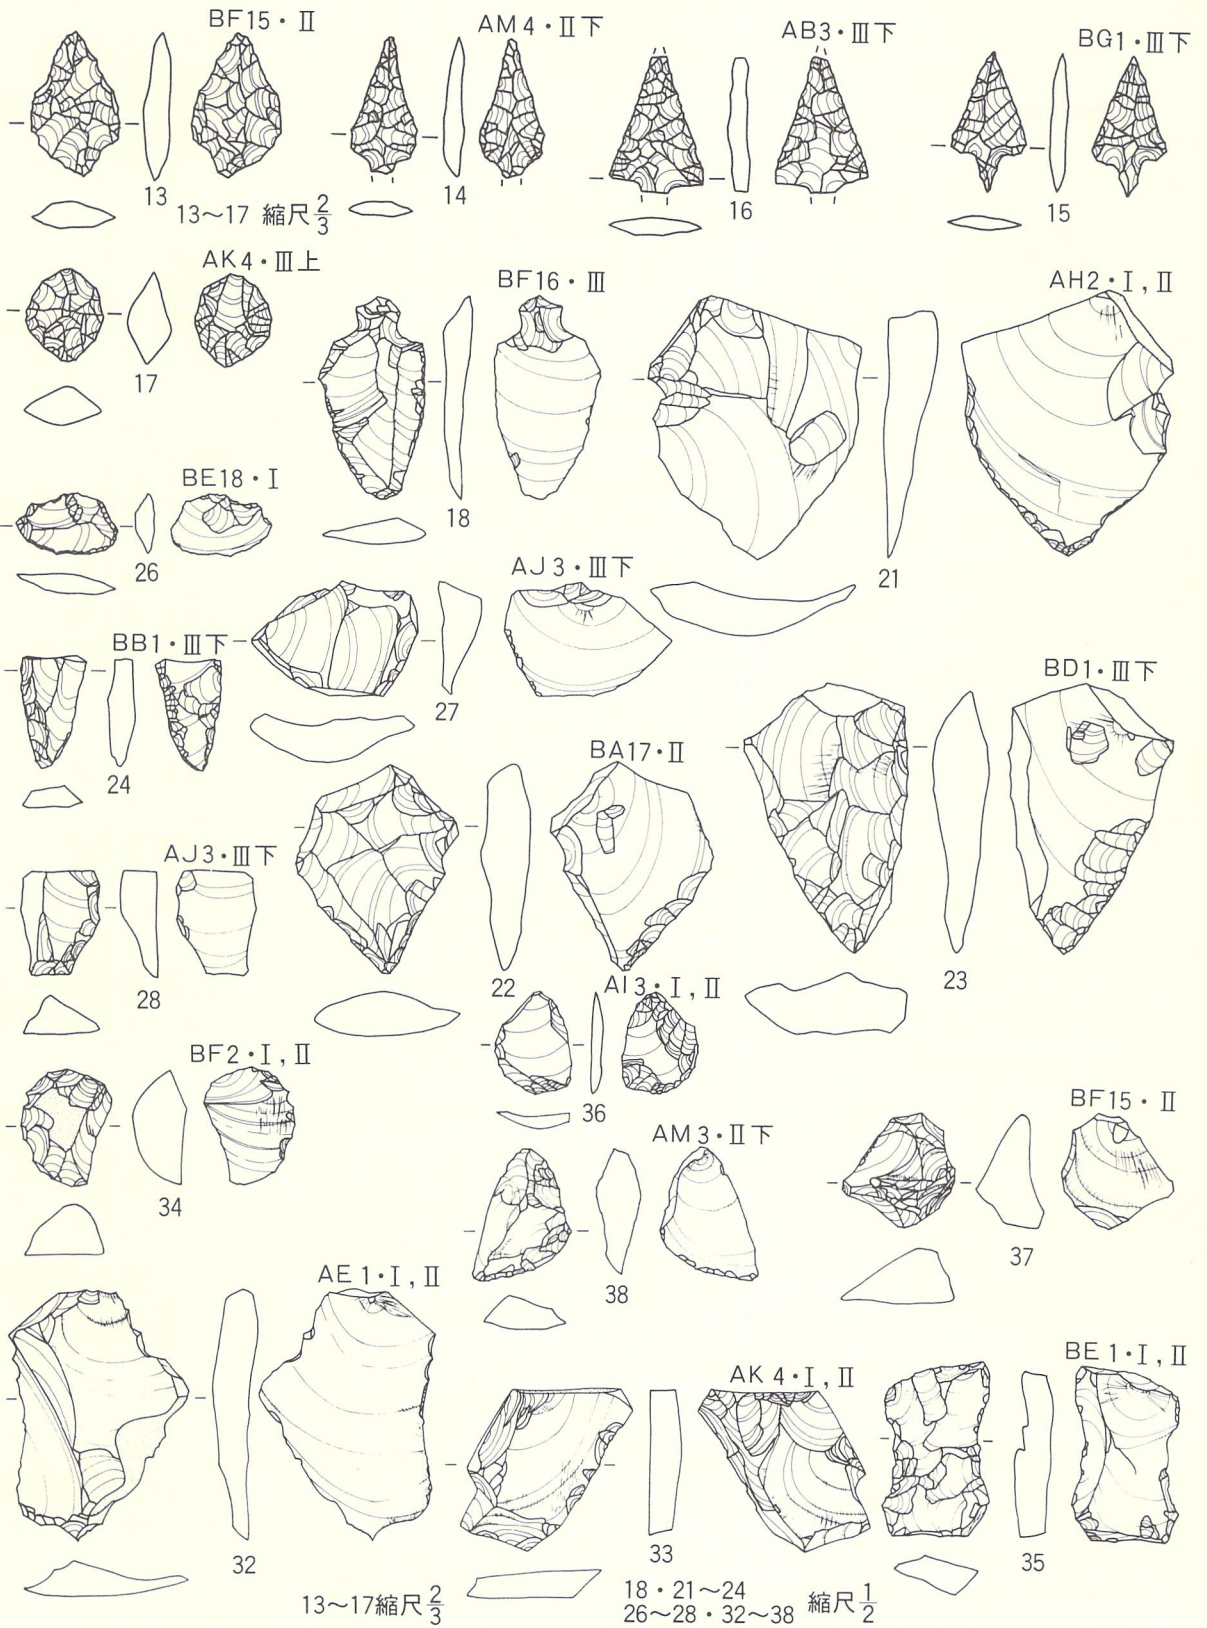 BF15・Ⅱ
AM4・Ⅱ下
AB3・Ⅲ下
BG1・Ⅲ下
13
14
16
15
13～17 縮尺2/3
AK4・Ⅲ上
BF16・Ⅲ
AH2・Ⅰ,Ⅱ
17
18
21
BE18・Ⅰ
26
AJ3・Ⅲ下
27
BB1・Ⅲ下
24
BD1・Ⅲ下
23
BA17・Ⅱ
22
AJ3・Ⅲ下
28
AI3・Ⅰ,Ⅱ
36
BF2・Ⅰ,Ⅱ
34
AM3・Ⅱ下
38
BF15・Ⅱ
37
AE1・Ⅰ,Ⅱ
32
AK4・Ⅰ,Ⅱ
33
BE1・Ⅰ,Ⅱ
35
13～17縮尺2/3
18・21～24
26～28・32～38 縮尺1/2